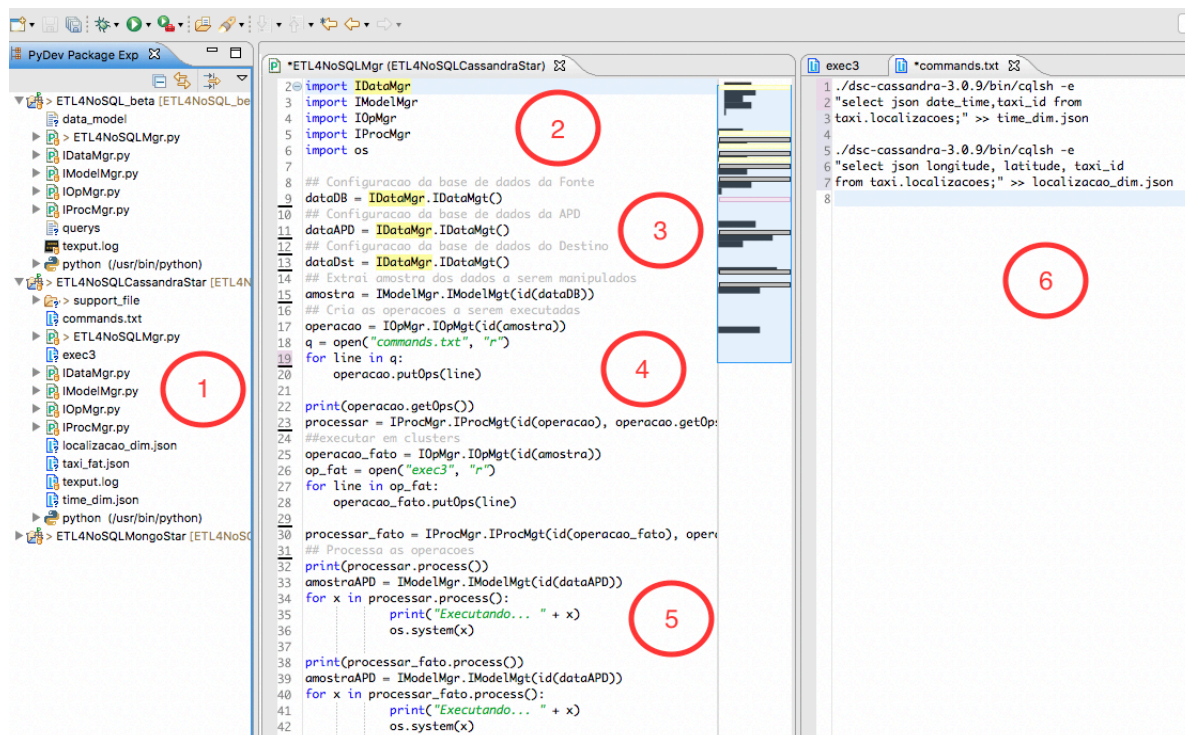 PyDev Package Exp
> ETL4NoSQL_beta [ETL4NoSQL_be
data_model
> ETL4NoSQLMgr.py
IDataMgr.py
IModelMgr.py
IOpMgr.py
IProcMgr.py
querys
texput.log
python (/usr/bin/python)
> ETL4NoSQLCassandraStar [ETL4N
> support_file
commands.txt
> ETL4NoSQLMgr.py
exec3
IDataMgr.py
IModelMgr.py
IOpMgr.py
IProcMgr.py
localizacao_dim.json
taxi_fat.json
texput.log
time_dim.json
python (/usr/bin/python)
> ETL4NoSQLMongoStar [ETL4NoSQ
1
*ETL4NoSQLMgr (ETL4NoSQLCassandraStar)
2 import IDataMgr
3 import IModelMgr
4 import IOpMgr
5 import IProcMgr
6 import os
7
8 ## Configuracao da base de dados da Fonte
9 dataDB = IDataMgr.IDataMgt()
10 ## Configuracao da base de dados da APD
11 dataAPD = IDataMgr.IDataMgt()
12 ## Configuracao da base de dados do Destino
13 dataDst = IDataMgr.IDataMgt()
14 ## Extrai amostra dos dados a serem manipulados
15 amostra = IModelMgr.IModelMgt(id(dataDB))
16 ## Cria as operacoes a serem executadas
17 operacao = IOpMgr.IOpMgt(id(amostra))
18 q = open("commands.txt", "r")
19 for line in q:
20 operacao.putOps(line)
21
22 print(operacao.getOps())
23 processar = IProcMgr.IProcMgt(id(operacao), operacao.getOp
24 ##executar em clusters
25 operacao_fato = IOpMgr.IOpMgt(id(amostra))
26 op_fat = open("exec3", "r")
27 for line in op_fat:
28 operacao_fato.putOps(line)
29
30 processar_fato = IProcMgr.IProcMgt(id(operacao_fato), oper
31 ## Processa as operacoes
32 print(processar.process())
33 amostraAPD = IModelMgr.IModelMgt(id(dataAPD))
34 for x in processar.process():
35 print("Executando... " + x)
36 os.system(x)
37
38 print(processar_fato.process())
39 amostraAPD = IModelMgr.IModelMgt(id(dataAPD))
40 for x in processar_fato.process():
41 print("Executando... " + x)
42 os.system(x)
2
3
4
5
exec3
*commands.txt
1 ./dsc-cassandra-3.0.9/bin/cqlsh -e
2 "select json date_time,taxi_id from
3 taxi.localizacoes;" >> time_dim.json
4
5 ./dsc-cassandra-3.0.9/bin/cqlsh -e
6 "select json longitude, latitude, taxi_id
7 from taxi.localizacoes;" >> localizacao_dim.json
8
6